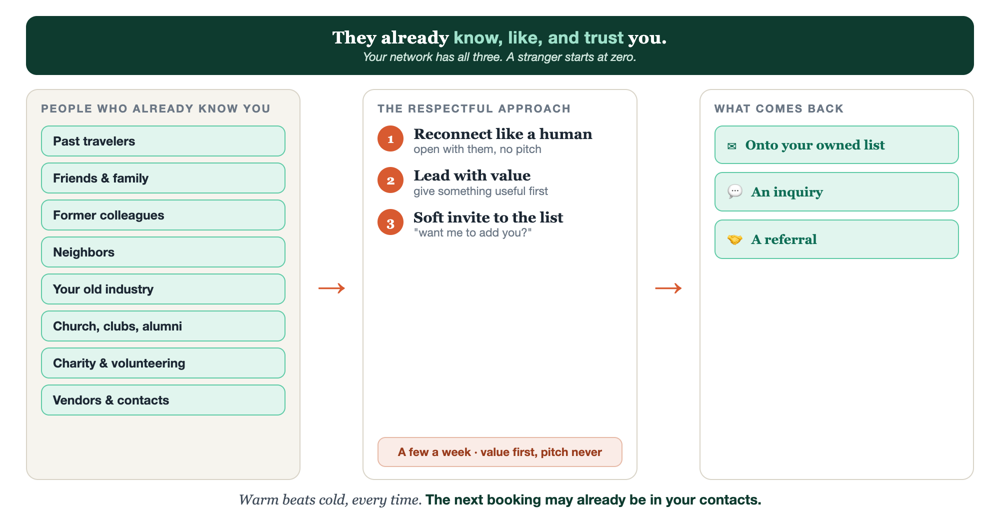 They already know, like, and trust you.
Your network has all three. A stranger starts at zero.
PEOPLE WHO ALREADY KNOW YOU
Past travelers
Friends & family
Former colleagues
Neighbors
Your old industry
Church, clubs, alumni
Charity & volunteering
Vendors & contacts
→
THE RESPECTFUL APPROACH
1 Reconnect like a human
open with them, no pitch
2 Lead with value
give something useful first
3 Soft invite to the list
"want me to add you?"
A few a week · value first, pitch never
→
WHAT COMES BACK
✉ Onto your owned list
💬 An inquiry
🤝 A referral
Warm beats cold, every time. The next booking may already be in your contacts.